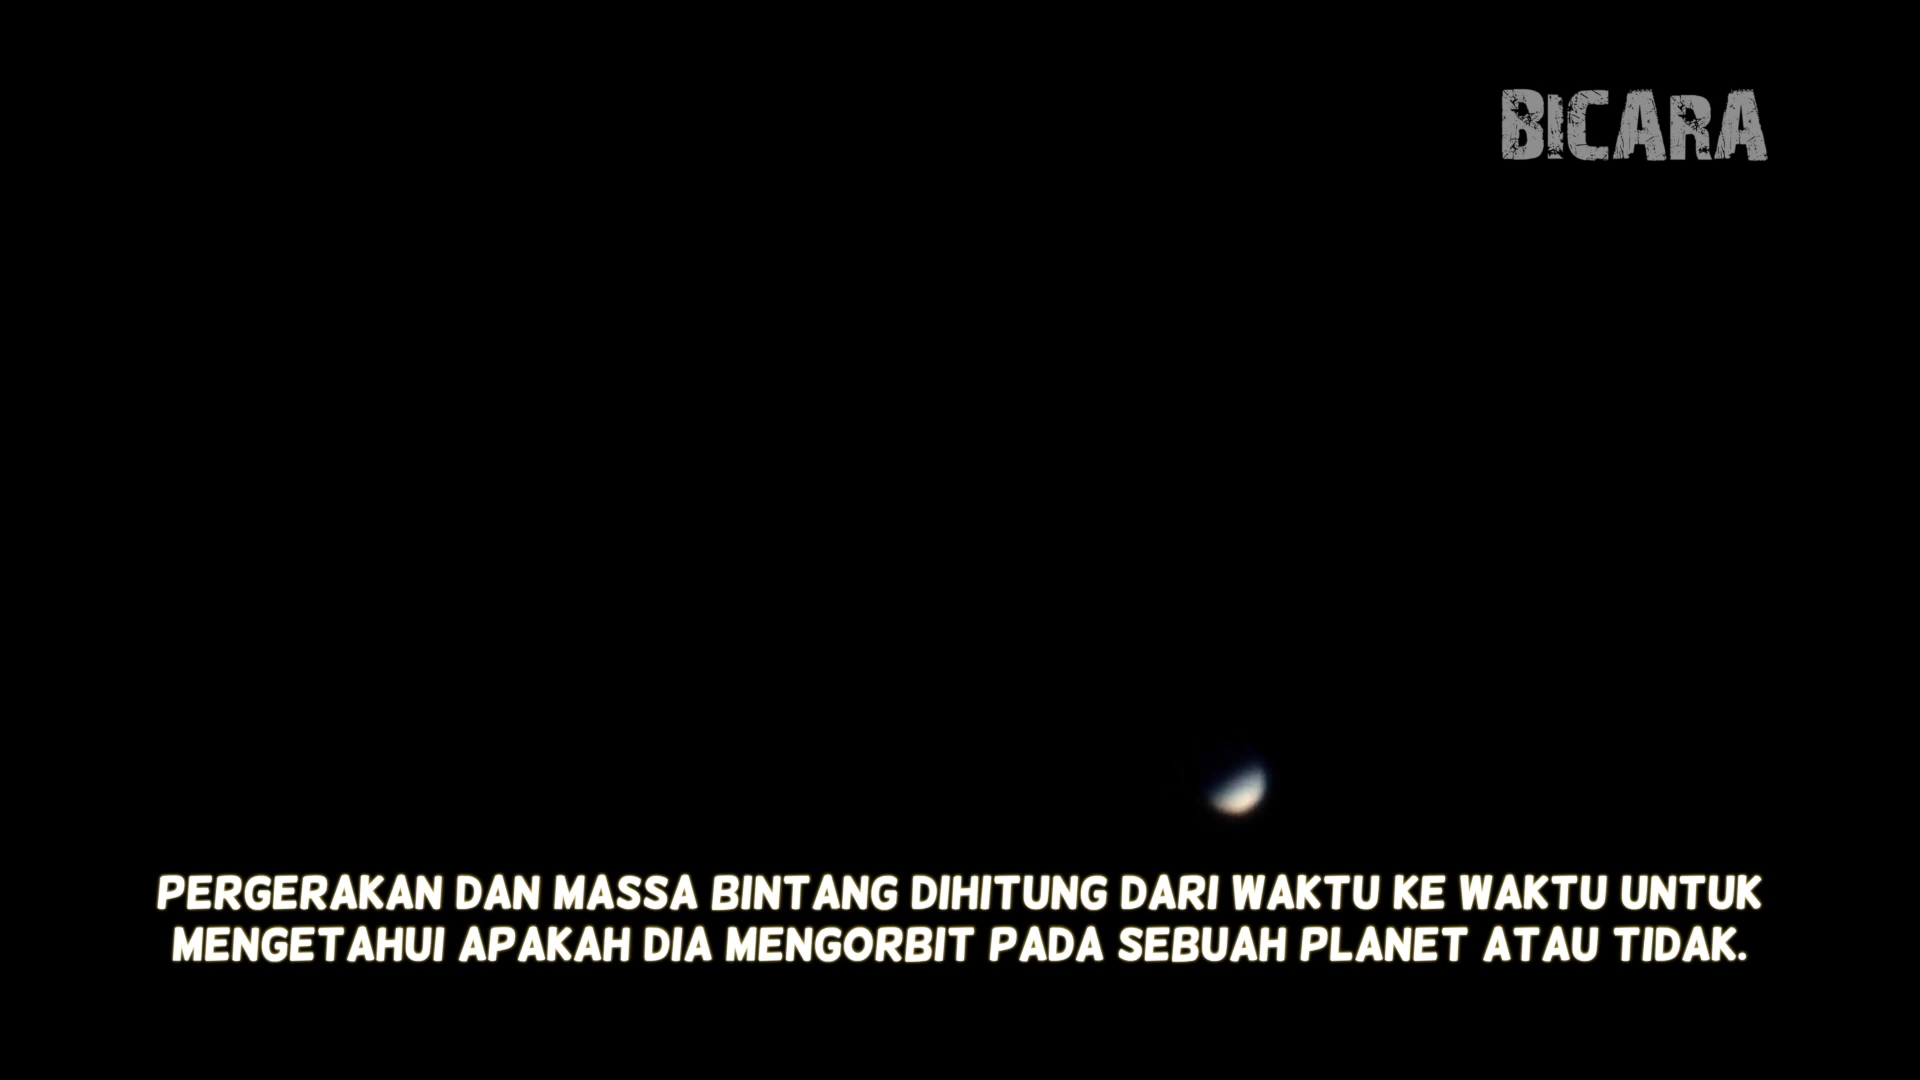 BICARA
PERGERAKAN DAN MASSA BINTANG DIHITUNG DARI WAKTU KE WAKTU UNTUK
MENGETAHUI APAKAH DIA MENGORBIT PADA SEBUAH PLANET ATAU TIDAK.